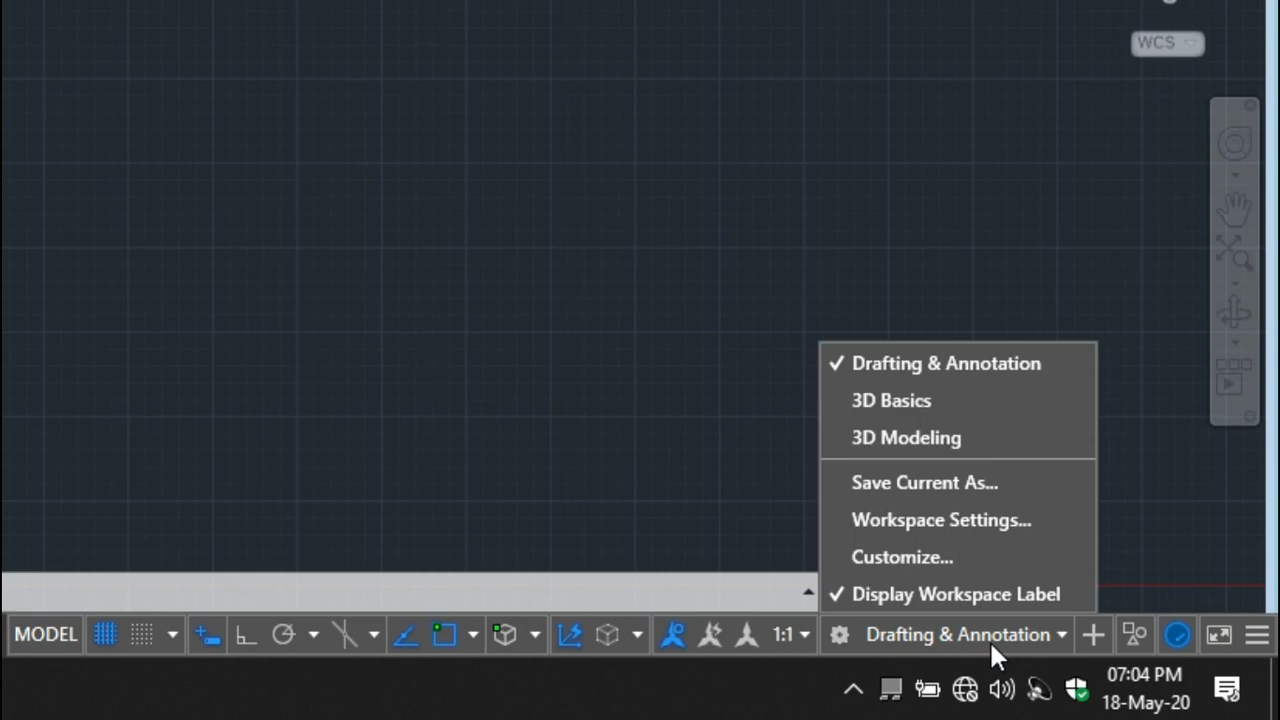 WCS
Drafting & Annotation
3D Basics
3D Modeling
Save Current As...
Workspace Settings...
Customize...
Display Workspace Label
MODEL 1:1 Drafting & Annotation
07:04 PM
18-May-20